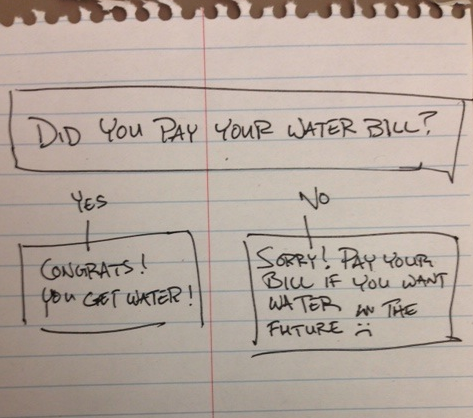 DID YOU PAY YOUR WATER BILL?
YES
NO
CONGRATS!
YOU GET WATER!
SORRY! PAY YOUR
BILL IF YOU WANT
WATER IN THE
FUTURE :(